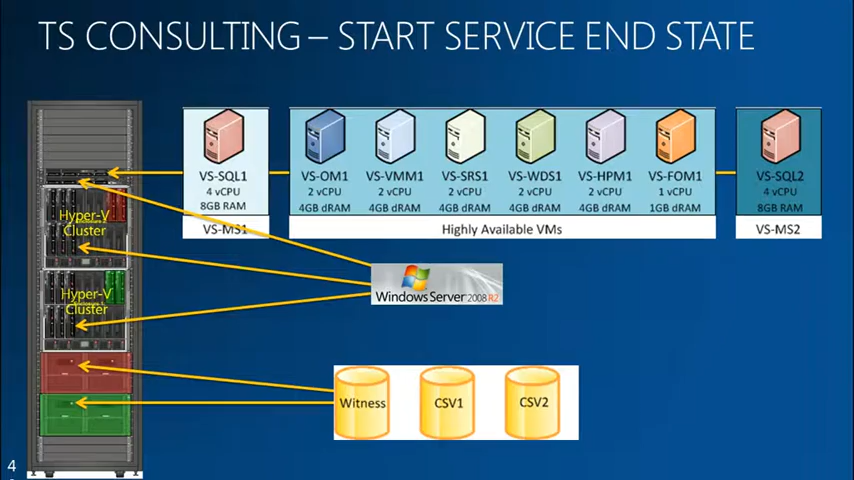 TS CONSULTING – START SERVICE END STATE
VS-SQL1
4 vCPU
8GB RAM
VS-MS1
VS-OM1
2 vCPU
4GB dRAM
VS-VMM1
2 vCPU
4GB dRAM
VS-SRS1
2 vCPU
4GB dRAM
VS-WDS1
2 vCPU
4GB dRAM
VS-HPM1
2 vCPU
4GB dRAM
VS-FOM1
1 vCPU
1GB dRAM
Highly Available VMs
VS-SQL2
4 vCPU
8GB RAM
VS-MS2
Hyper-V
Cluster
Hyper-V
Cluster
Windows Server 2008 R2
Witness
CSV1
CSV2
4